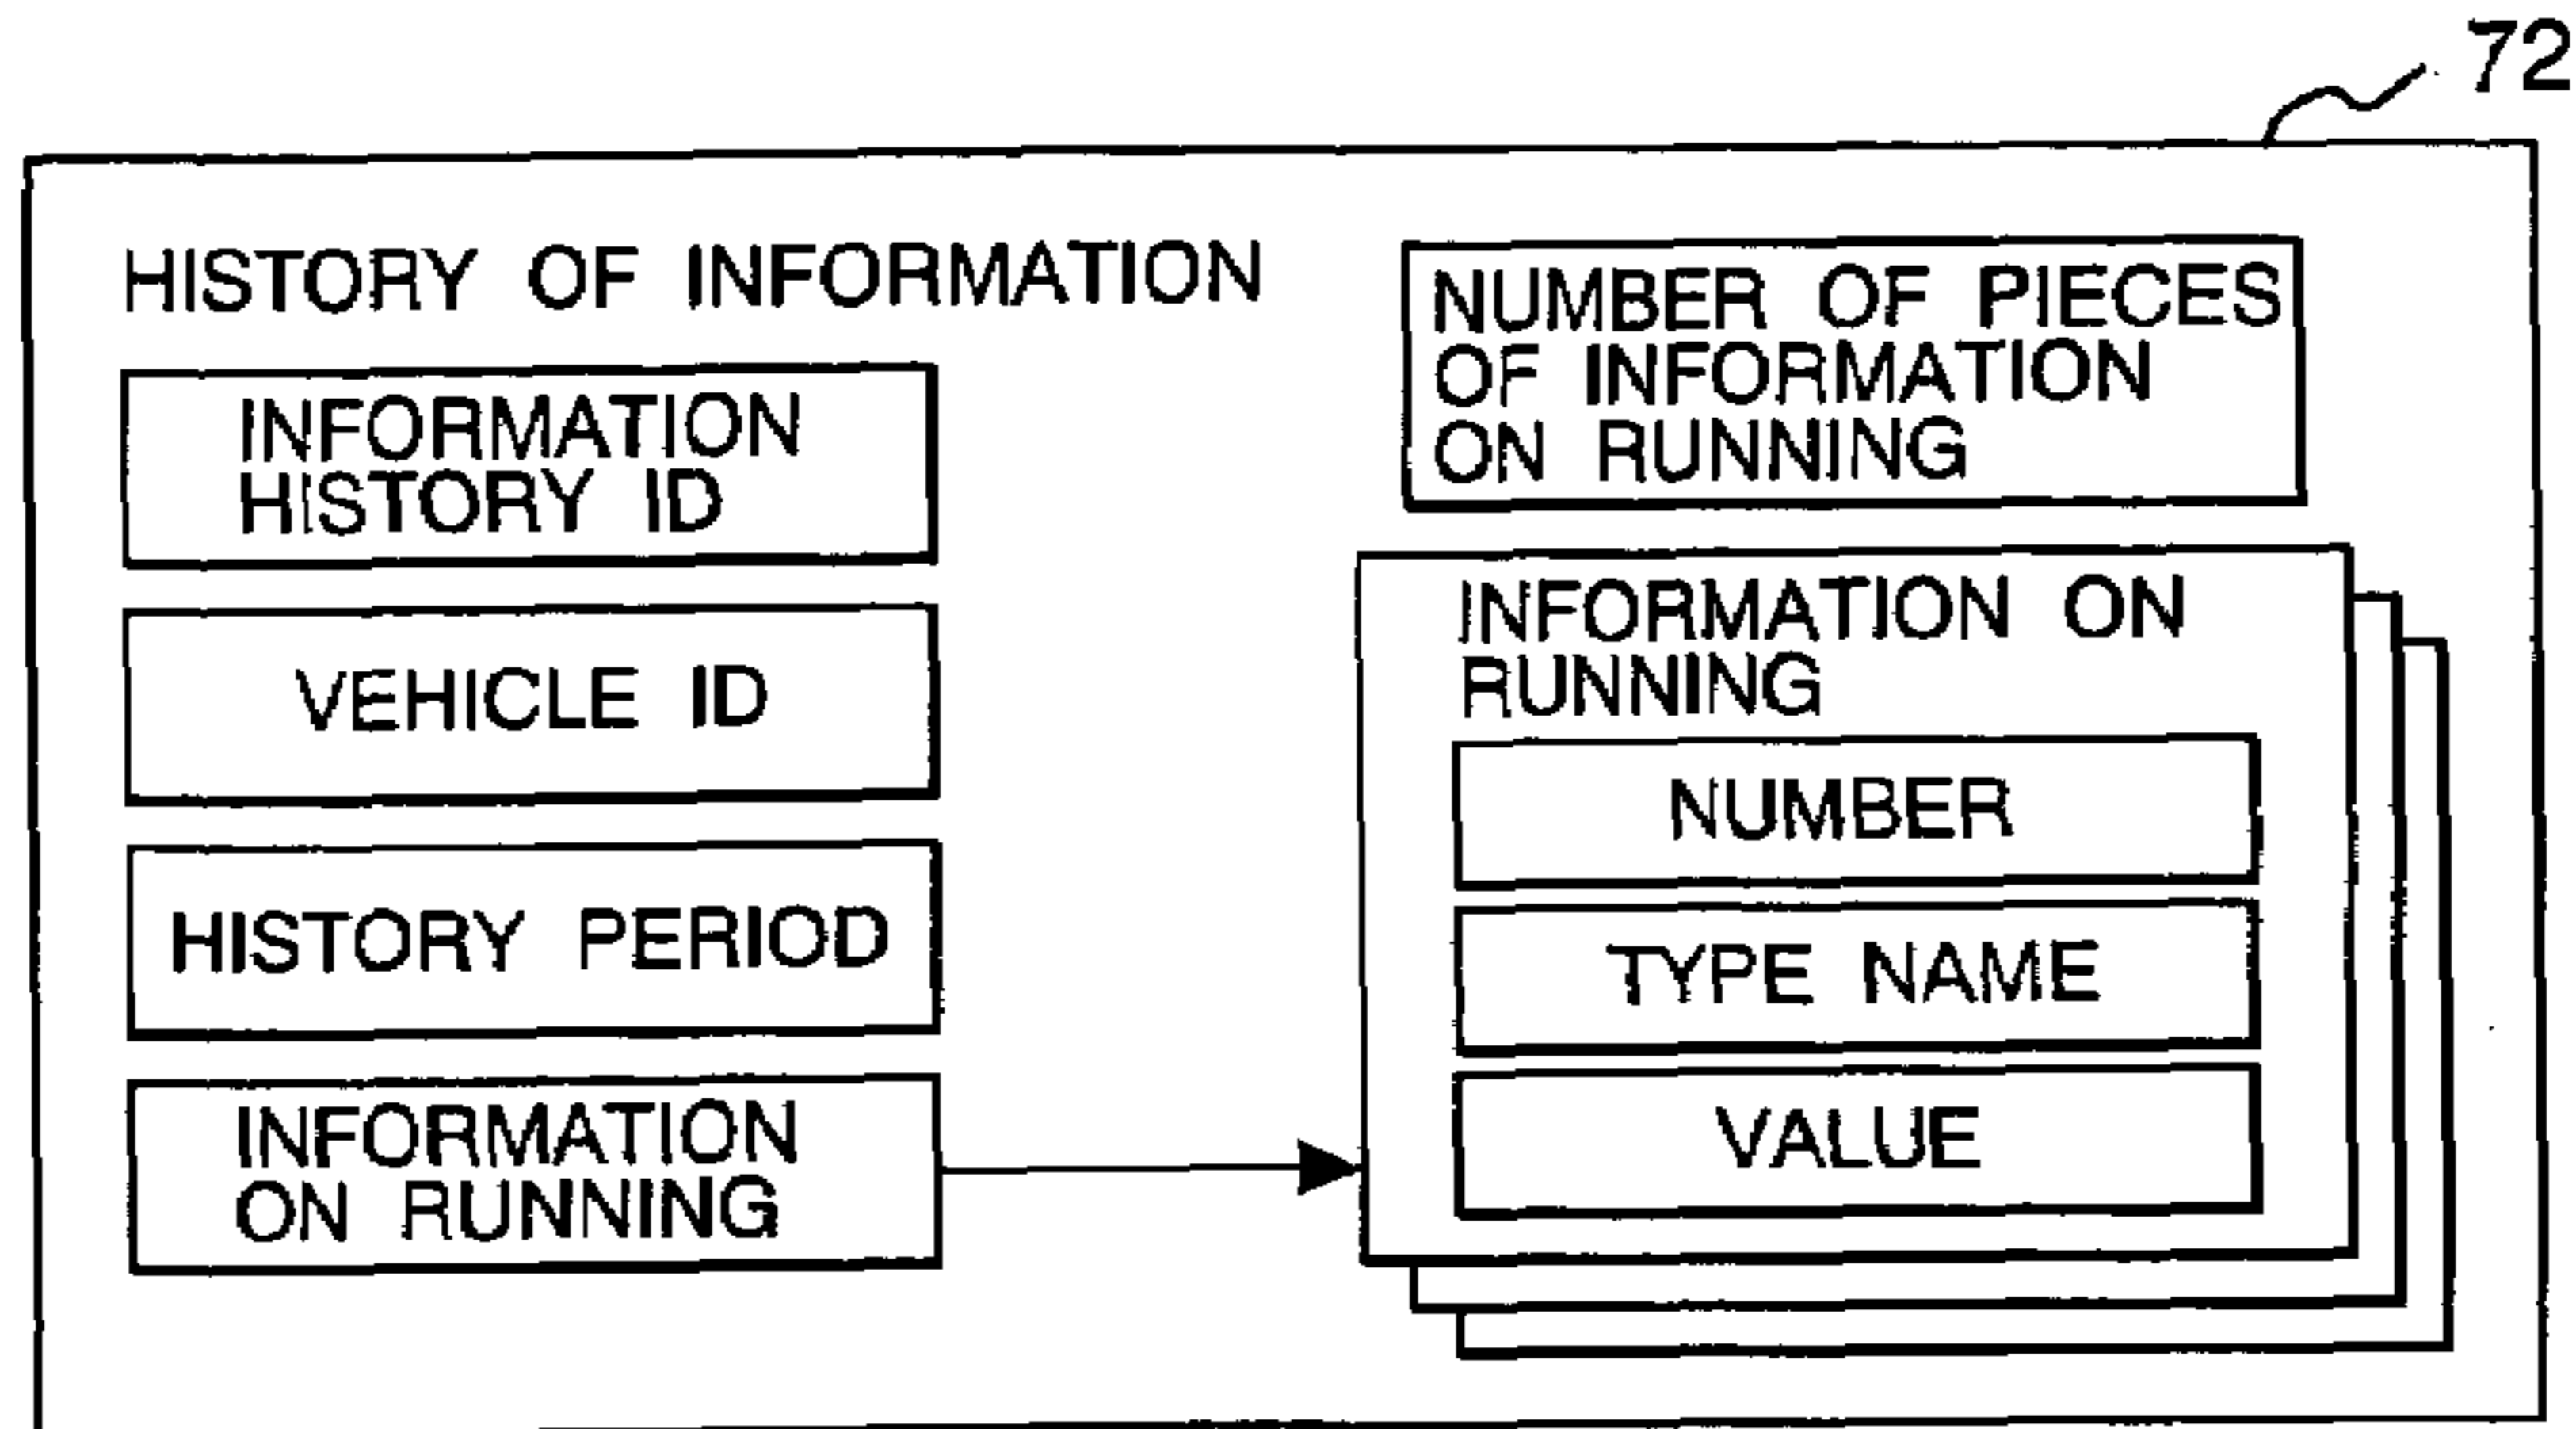 72
HISTORY OF INFORMATION
INFORMATION
HISTORY ID
VEHICLE ID
HISTORY PERIOD
INFORMATION
ON RUNNING
NUMBER OF PIECES
OF INFORMATION
ON RUNNING
INFORMATION ON
RUNNING
NUMBER
TYPE NAME
VALUE